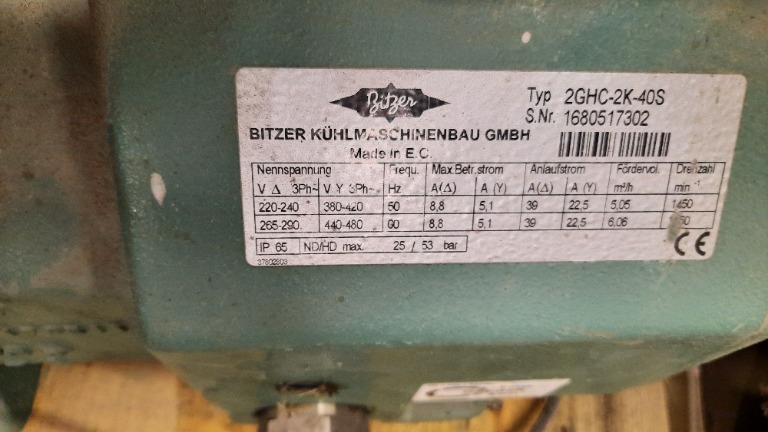 Bitzer
Typ 2GHC-2K-40S
S.Nr. 1680517302
BITZER KÜHLMASCHINENBAU GMBH
Made in E.C.
Nennspannung Frequ. Max.Betr.strom Anlaufstrom Fördervol. Drehzahl
V Δ 3Ph~ V Y 3Ph~ Hz A(Δ) A (Y) A(Δ) A (Y) m³/h min⁻¹
220-240 380-420 50 8,8 5,1 39 22,5 5,05 1450
265-290 440-480 60 8,8 5,1 39 22,5 6,06
IP 65 ND/HD max. 25 / 53 bar
CE